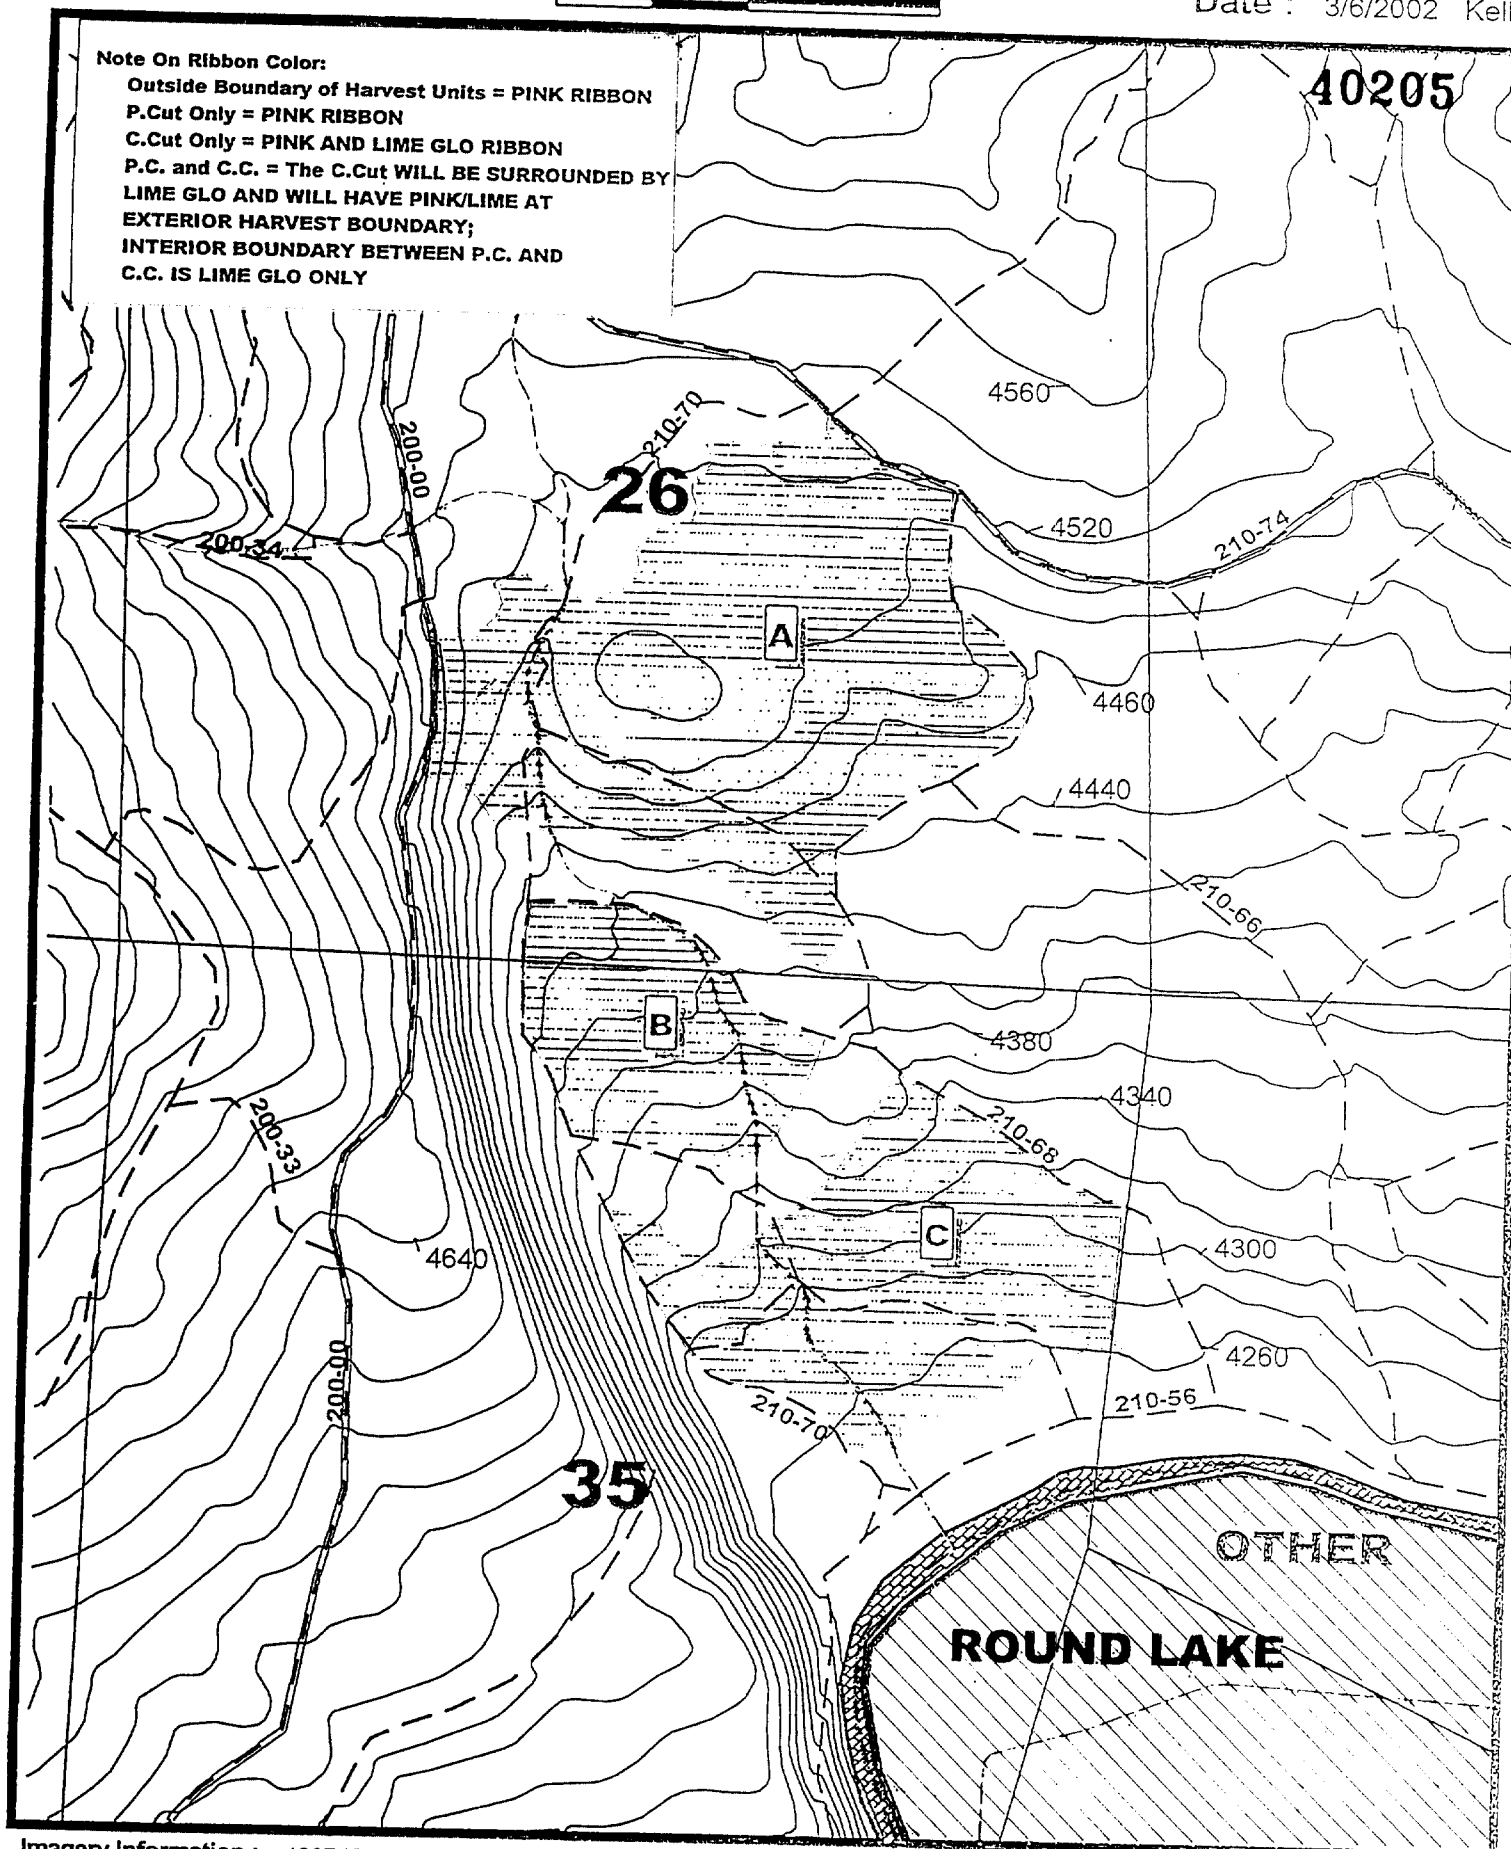 Date : 3/6/2002
40205
Note On Ribbon Color:
Outside Boundary of Harvest Units = PINK RIBBON
P.Cut Only = PINK RIBBON
C.Cut Only = PINK AND LIME GLO RIBBON
P.C. and C.C. = The C.Cut WILL BE SURROUNDED BY
LIME GLO AND WILL HAVE PINK/LIME AT
EXTERIOR HARVEST BOUNDARY;
INTERIOR BOUNDARY BETWEEN P.C. AND
C.C. IS LIME GLO ONLY
4560
210-70
200-00
26
4520
210-74
200-34
A
4460
4440
210-66
B
4380
4340
210-68
200-33
C
4300
4640
4260
200-00
210-56
210-70
35
OTHER
ROUND LAKE
Imagery Information